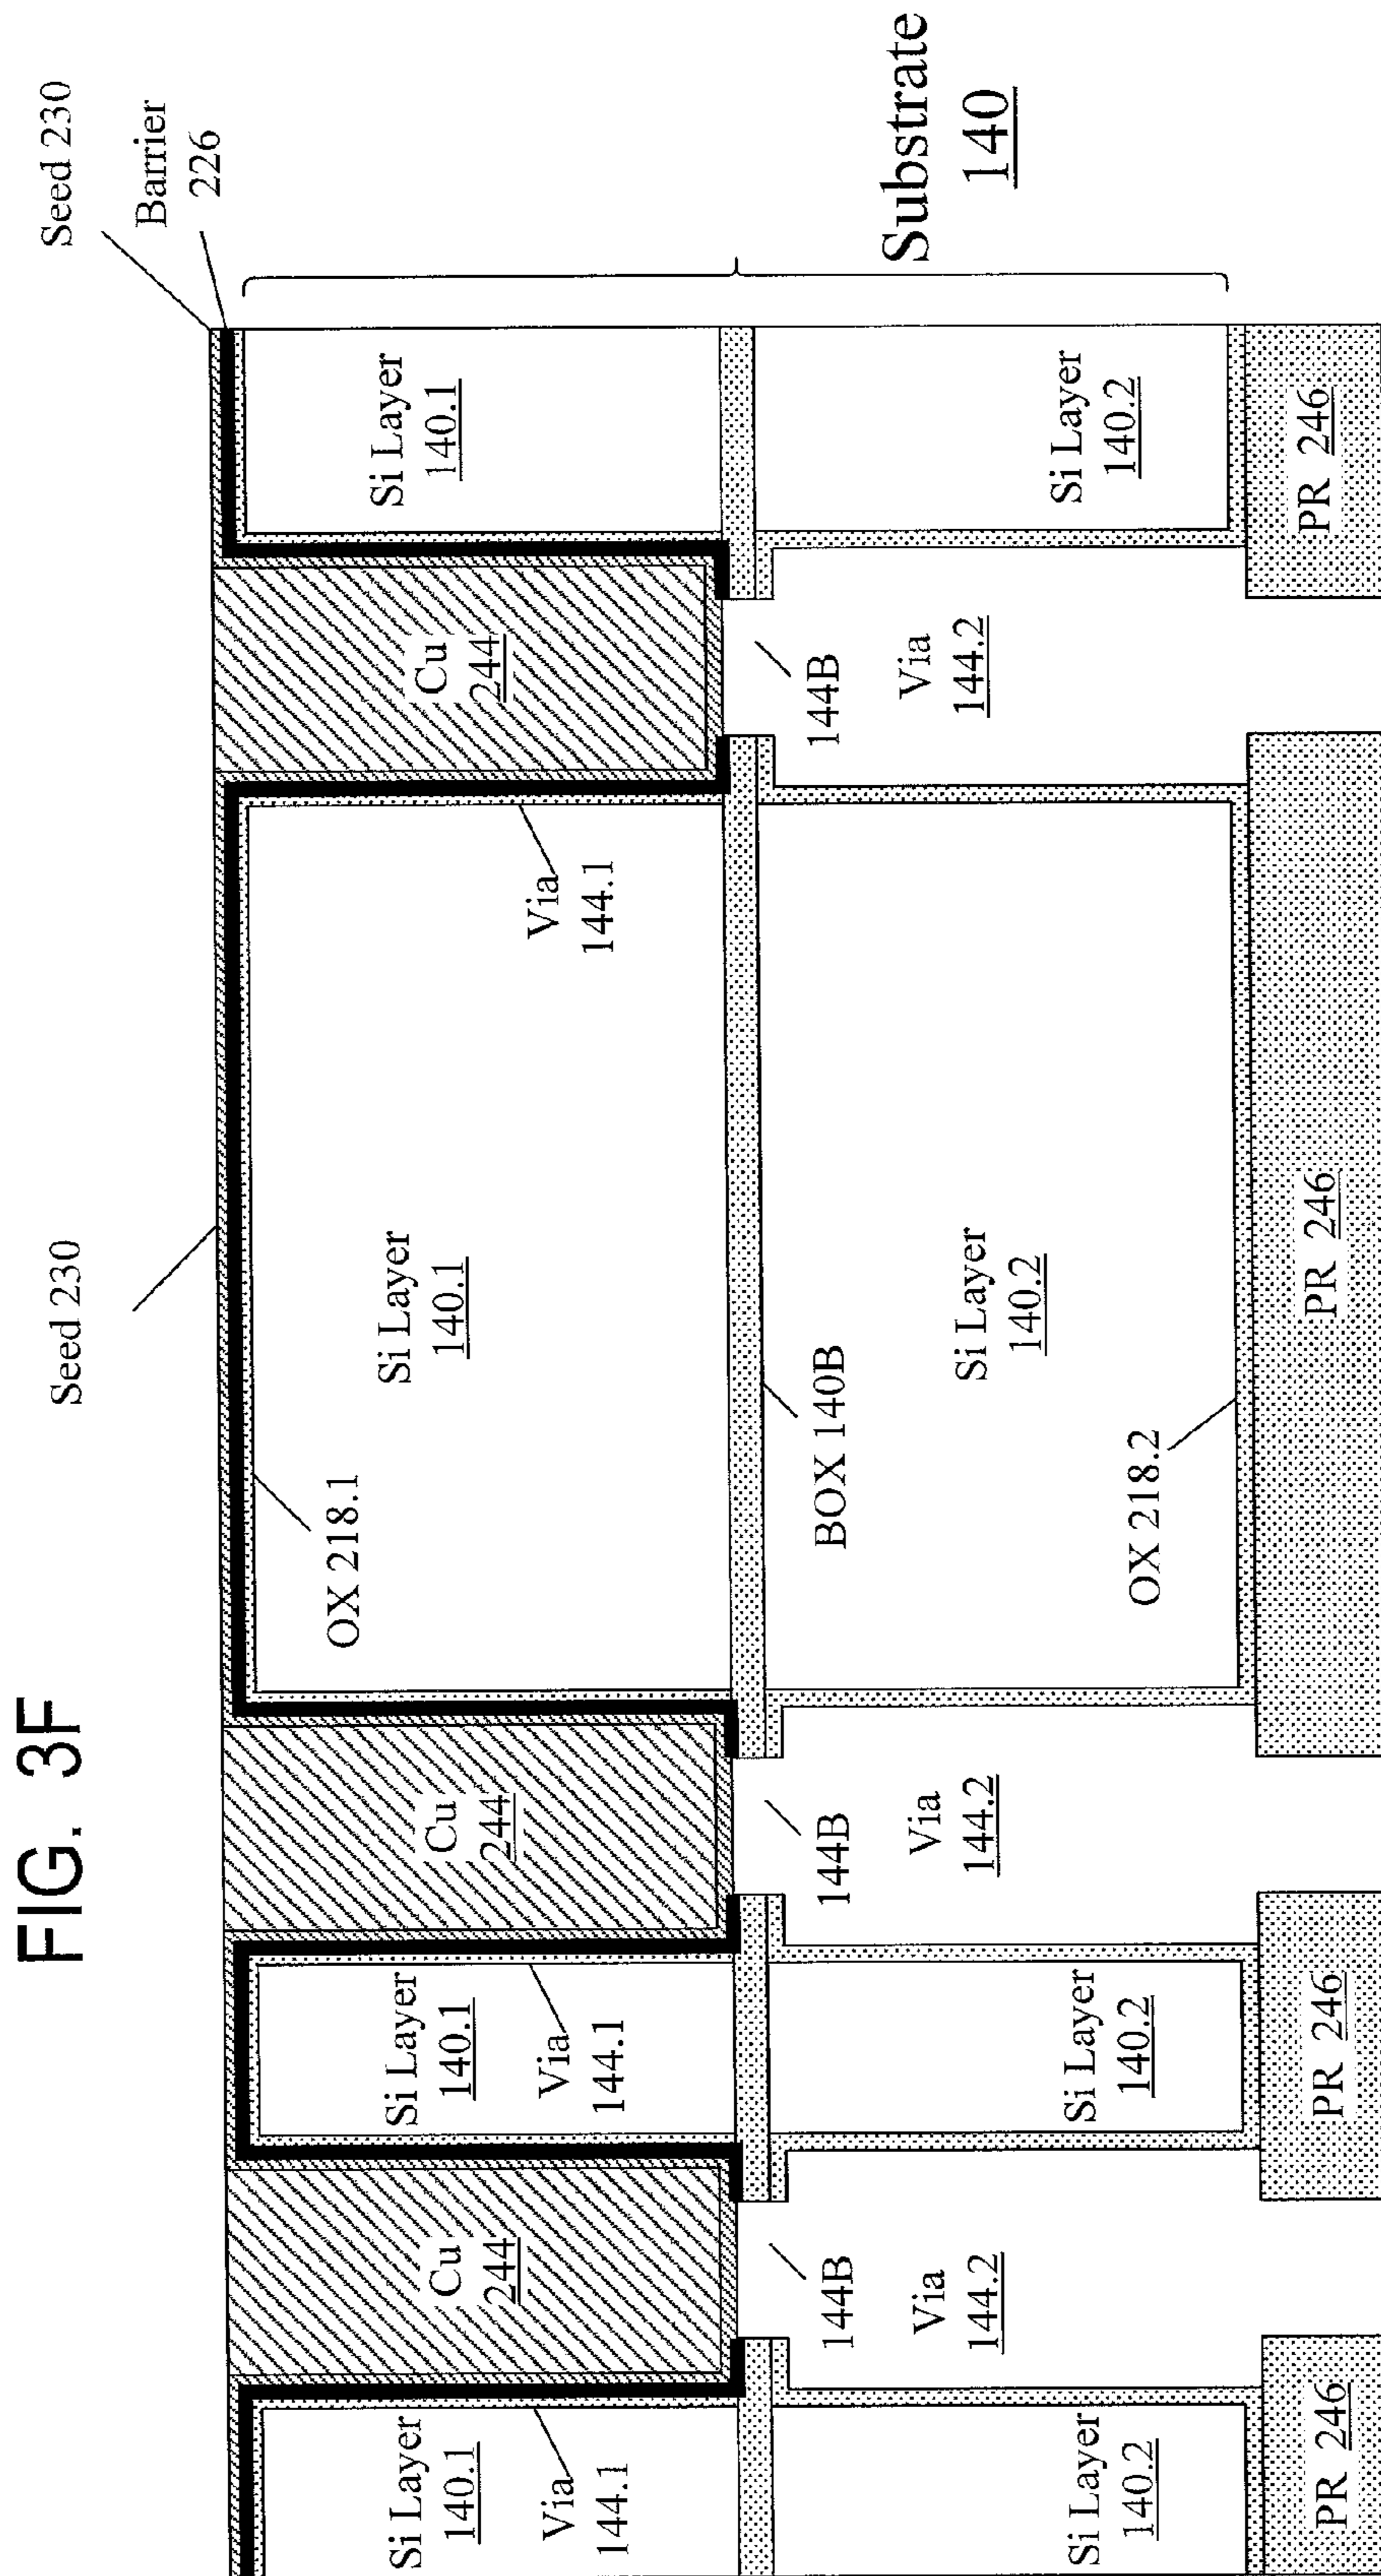 FIG. 3F
Seed 230
Seed 230
Barrier
226
OX 218.1
Si Layer
140.1
Cu
244
Si Layer
140.1
Cu
244
Si Layer
140.1
Cu
244
Si Layer
140.1
Via
144.1
Via
144.1
Via
144.1
144B
144B
BOX 140B
144B
Via
144.2
Via
144.2
Si Layer
140.2
Via
144.2
Substrate
140
Si Layer
140.2
Si Layer
140.2
OX 218.2
Si Layer
140.2
PR 246
PR 246
PR 246
PR 246